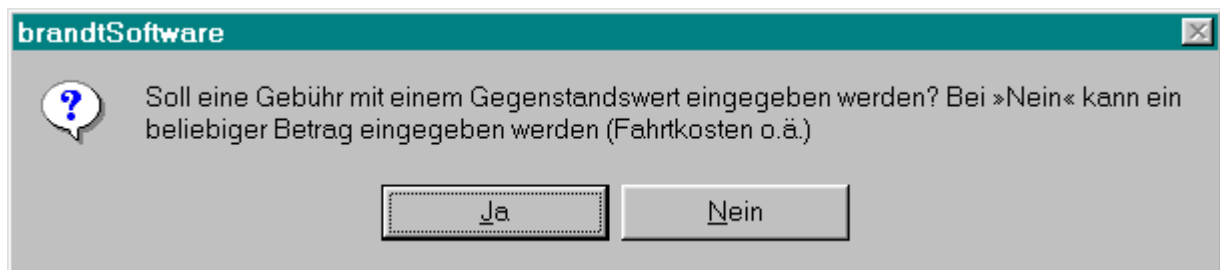 brandtSoftware
Soll eine Gebühr mit einem Gegenstandswert eingegeben werden? Bei »Nein« kann ein
beliebiger Betrag eingegeben werden (Fahrtkosten o.ä.)
Ja
Nein